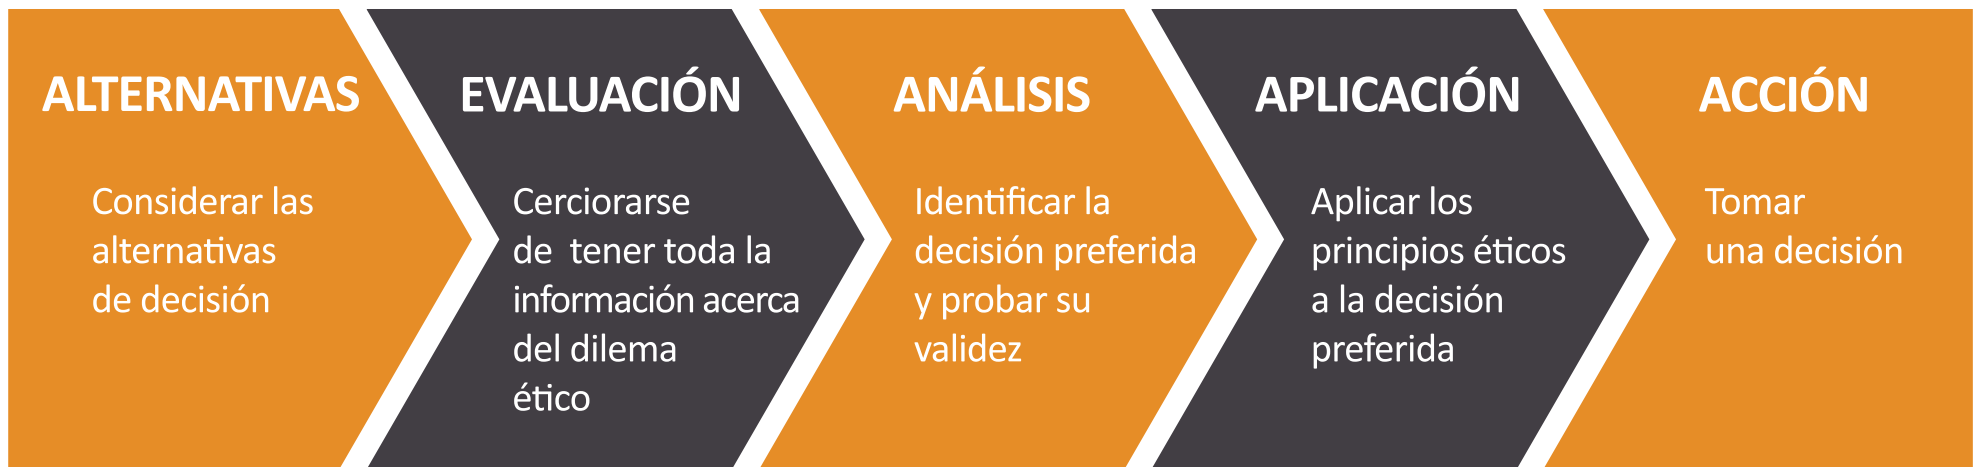 ALTERNATIVAS
Considerar las
alternativas
de decisión
EVALUACIÓN
Cerciorarse
de  tener toda la
información acerca
del dilema
ético
ANÁLISIS
Identificar la
decisión preferida
y probar su
validez
APLICACIÓN
Aplicar los
principios éticos
a la decisión
preferida
ACCIÓN
Tomar
una decisión